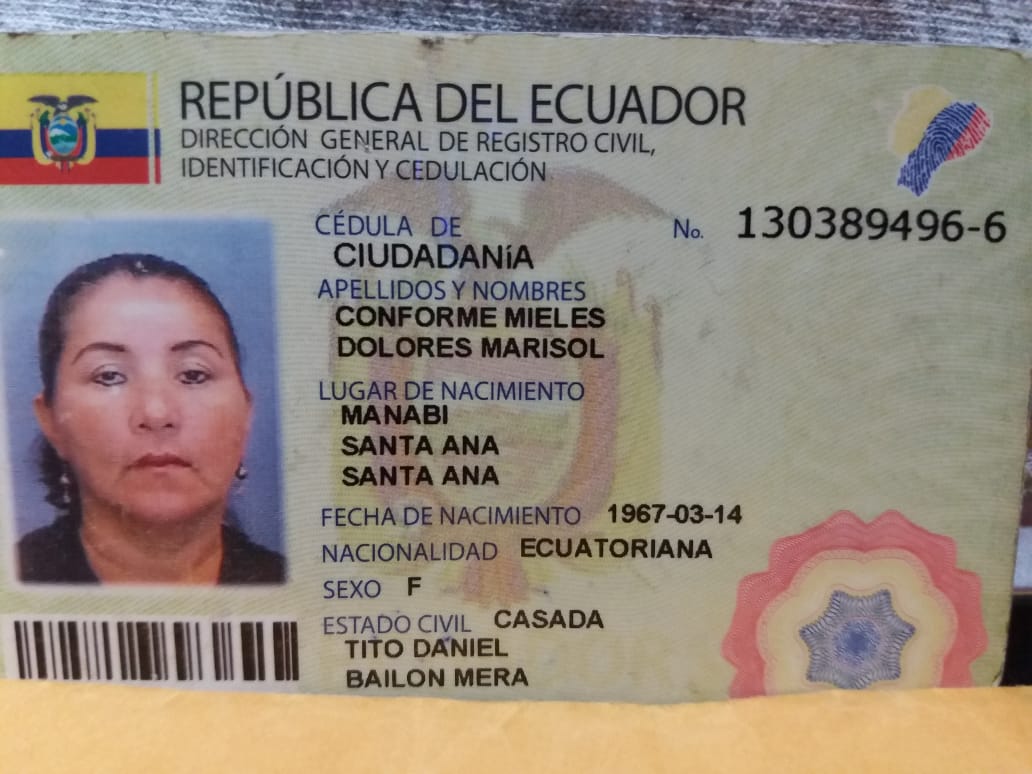 REPÚBLICA DEL ECUADOR
DIRECCIÓN GENERAL DE REGISTRO CIVIL,
IDENTIFICACIÓN Y CEDULACIÓN
CÉDULA DE
CIUDADANíA
No. 130389496-6
APELLIDOS Y NOMBRES
CONFORME MIELES
DOLORES MARISOL
LUGAR DE NACIMIENTO
MANABI
SANTA ANA
SANTA ANA
FECHA DE NACIMIENTO 1967-03-14
NACIONALIDAD ECUATORIANA
SEXO F
ESTADO CIVIL CASADA
TITO DANIEL
BAILON MERA